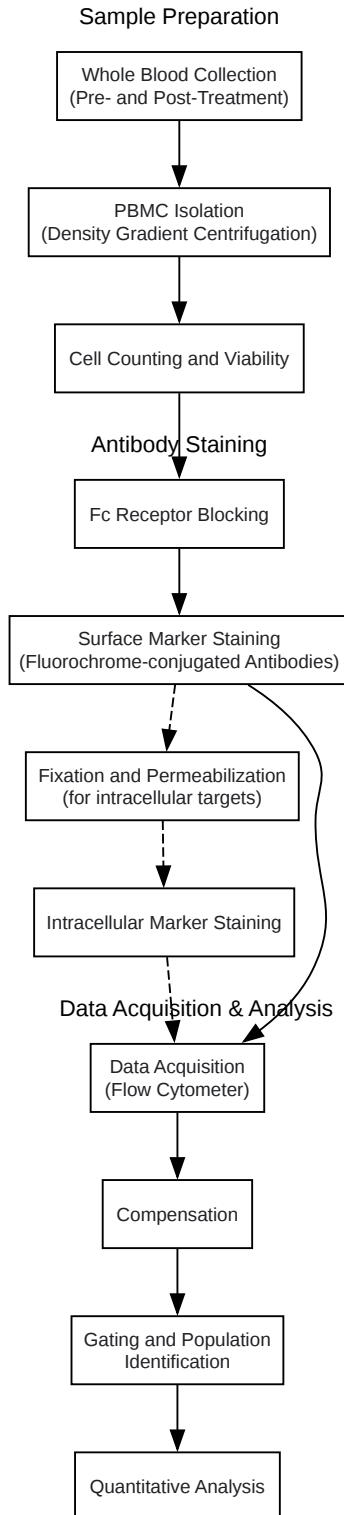 Sample Preparation
Whole Blood Collection
(Pre- and Post-Treatment)
PBMC Isolation
(Density Gradient Centrifugation)
Cell Counting and Viability
Antibody Staining
Fc Receptor Blocking
Surface Marker Staining
(Fluorochrome-conjugated Antibodies)
Fixation and Permeabilization
(for intracellular targets)
Intracellular Marker Staining
Data Acquisition & Analysis
Data Acquisition
(Flow Cytometer)
Compensation
Gating and Population
Identification
Quantitative Analysis